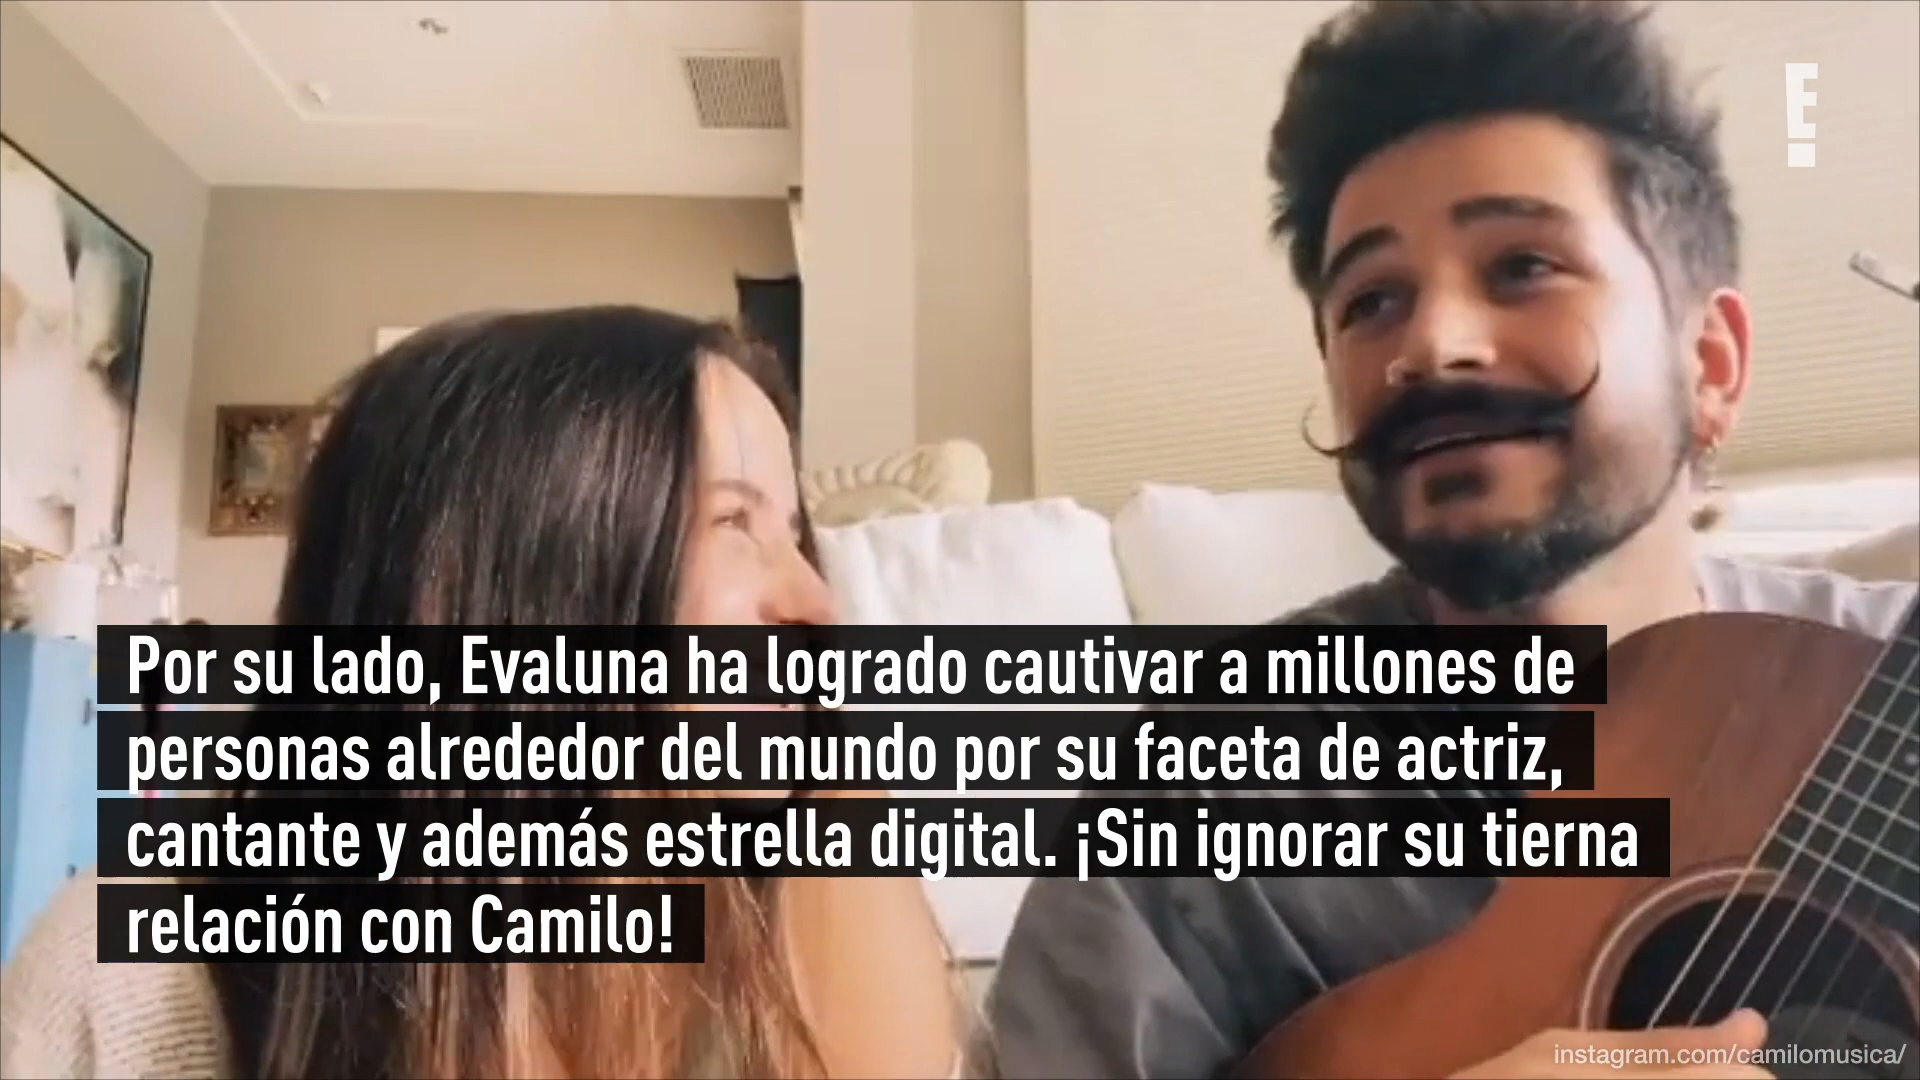 E!
Por su lado, Evaluna ha logrado cautivar a millones de
personas alrededor del mundo por su faceta de actriz,
cantante y además estrella digital. ¡Sin ignorar su tierna
relación con Camilo!
instagram.com/camilomusica/